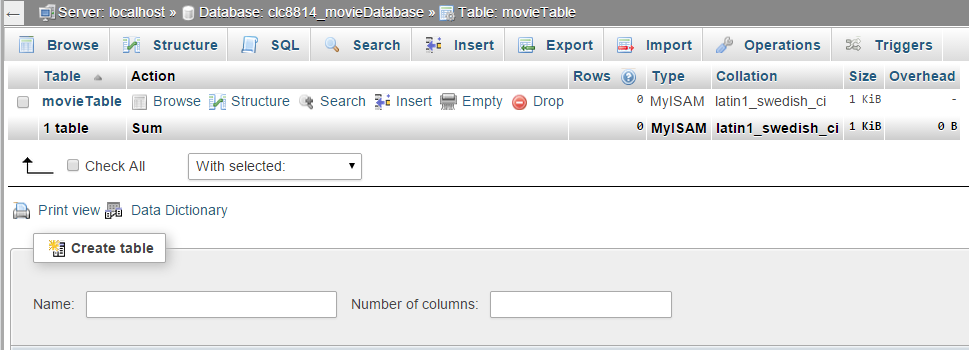 Server: localhost » Database: clc8814_movieDatabase » Table: movieTable
Browse Structure SQL Search Insert Export Import Operations Triggers
Table Action Rows Type Collation Size Overhead
movieTable Browse Structure Search Insert Empty Drop 0 MyISAM latin1_swedish_ci 1 KiB -
1 table Sum 0 MyISAM latin1_swedish_ci 1 KiB 0 B
Check All With selected:
Print view Data Dictionary
Create table
Name: Number of columns: